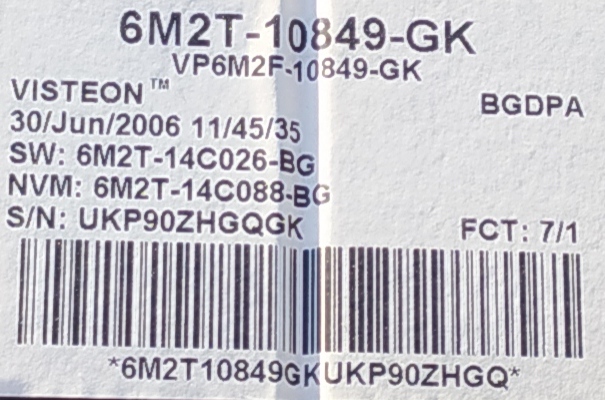 6M2T-10849-GK
VP6M2F-10849-GK
VISTEON™
BGDPA
30/Jun/2006 11/45/35
SW: 6M2T-14C026-BG
NVM: 6M2T-14C088-BG
S/N: UKP90ZHGQGK
FCT: 7/1
*6M2T10849GKUKP90ZHGQ*